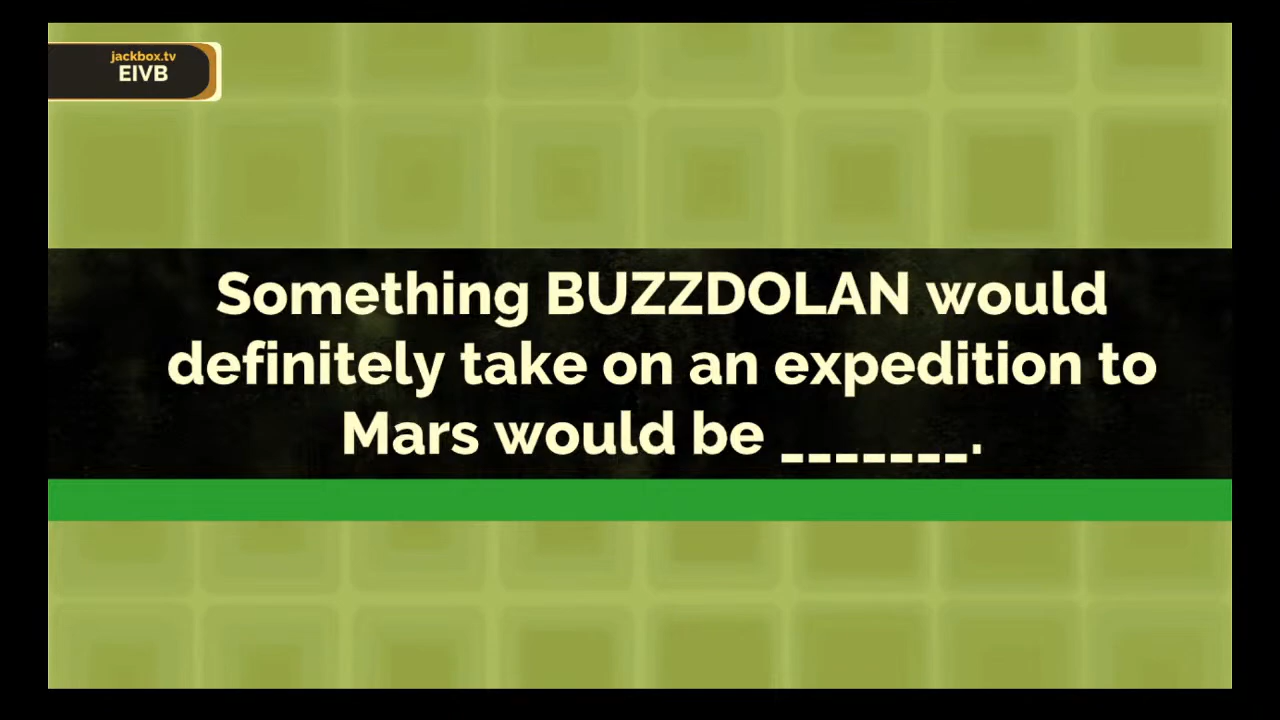 jackbox.tv
EIVB
Something BUZZDOLAN would
definitely take on an expedition to
Mars would be _______.